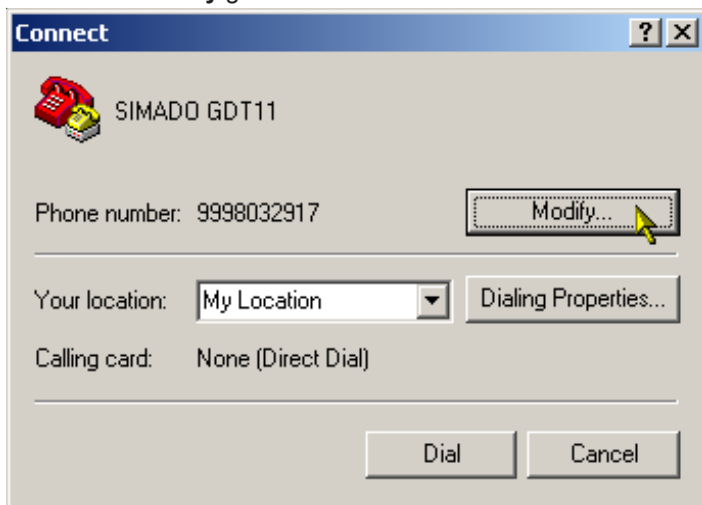 Connect
SIMADO GDT11
Phone number: 9998032917 Modify...
Your location: My Location Dialing Properties...
Calling card: None (Direct Dial)
Dial Cancel